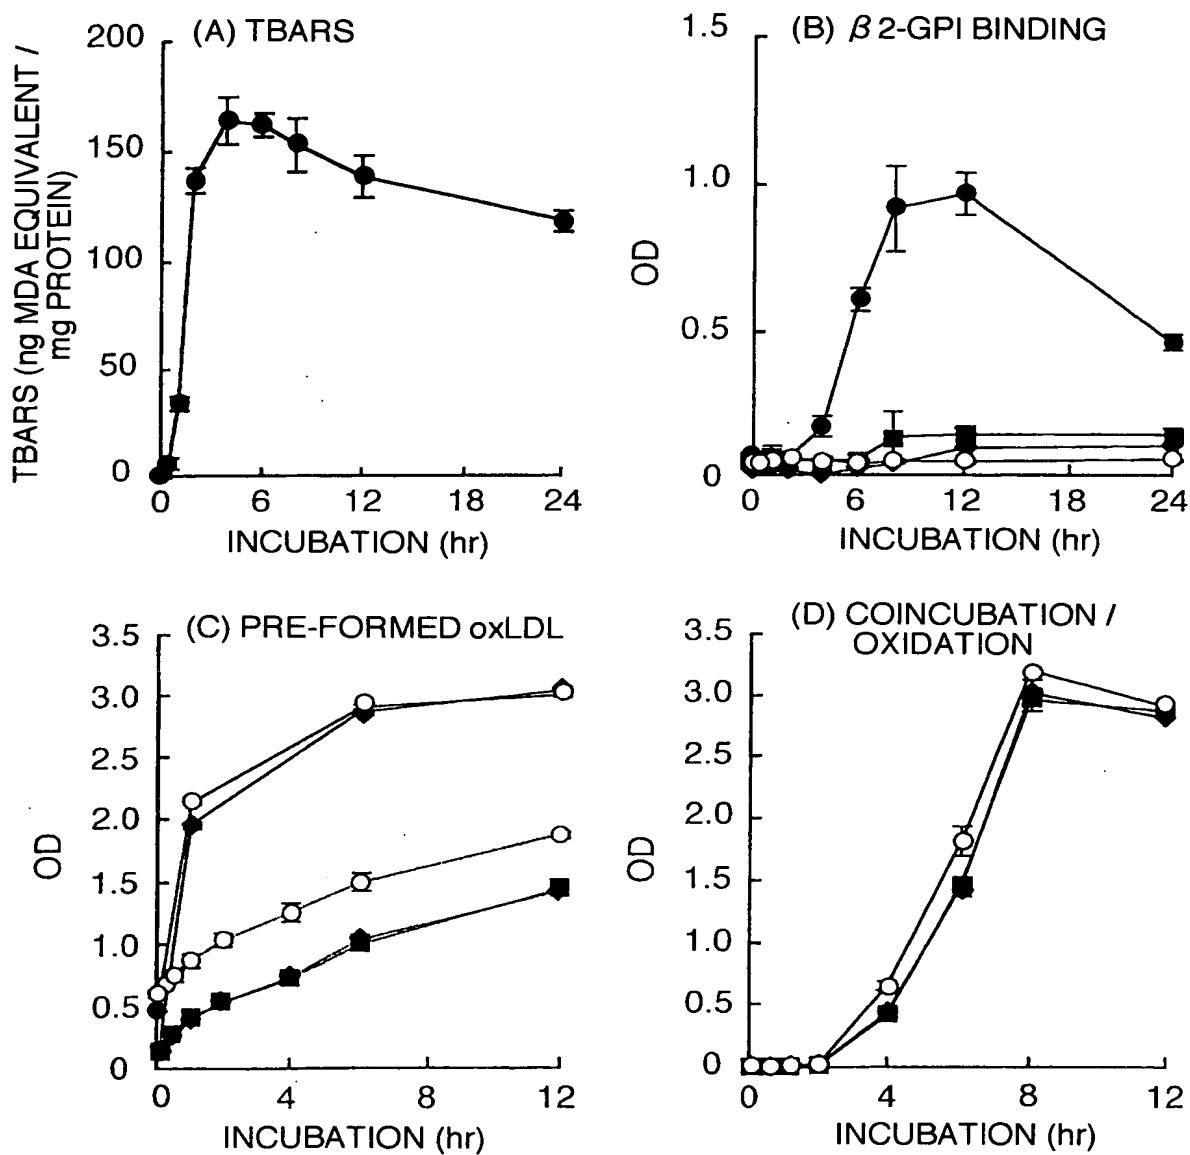 (A) TBARS
200
150
100
50
0
TBARS (ng MDA EQUIVALENT /
mg PROTEIN)
0 6 12 18 24
INCUBATION (hr)
(B) β 2-GPI BINDING
1.5
1.0
0.5
0
OD
0 6 12 18 24
INCUBATION (hr)
(C) PRE-FORMED oxLDL
3.5
3.0
2.5
2.0
1.5
1.0
0.5
0
OD
0 4 8 12
INCUBATION (hr)
(D) COINCUBATION /
OXIDATION
3.5
3.0
2.5
2.0
1.5
1.0
0.5
0
OD
0 4 8 12
INCUBATION (hr)